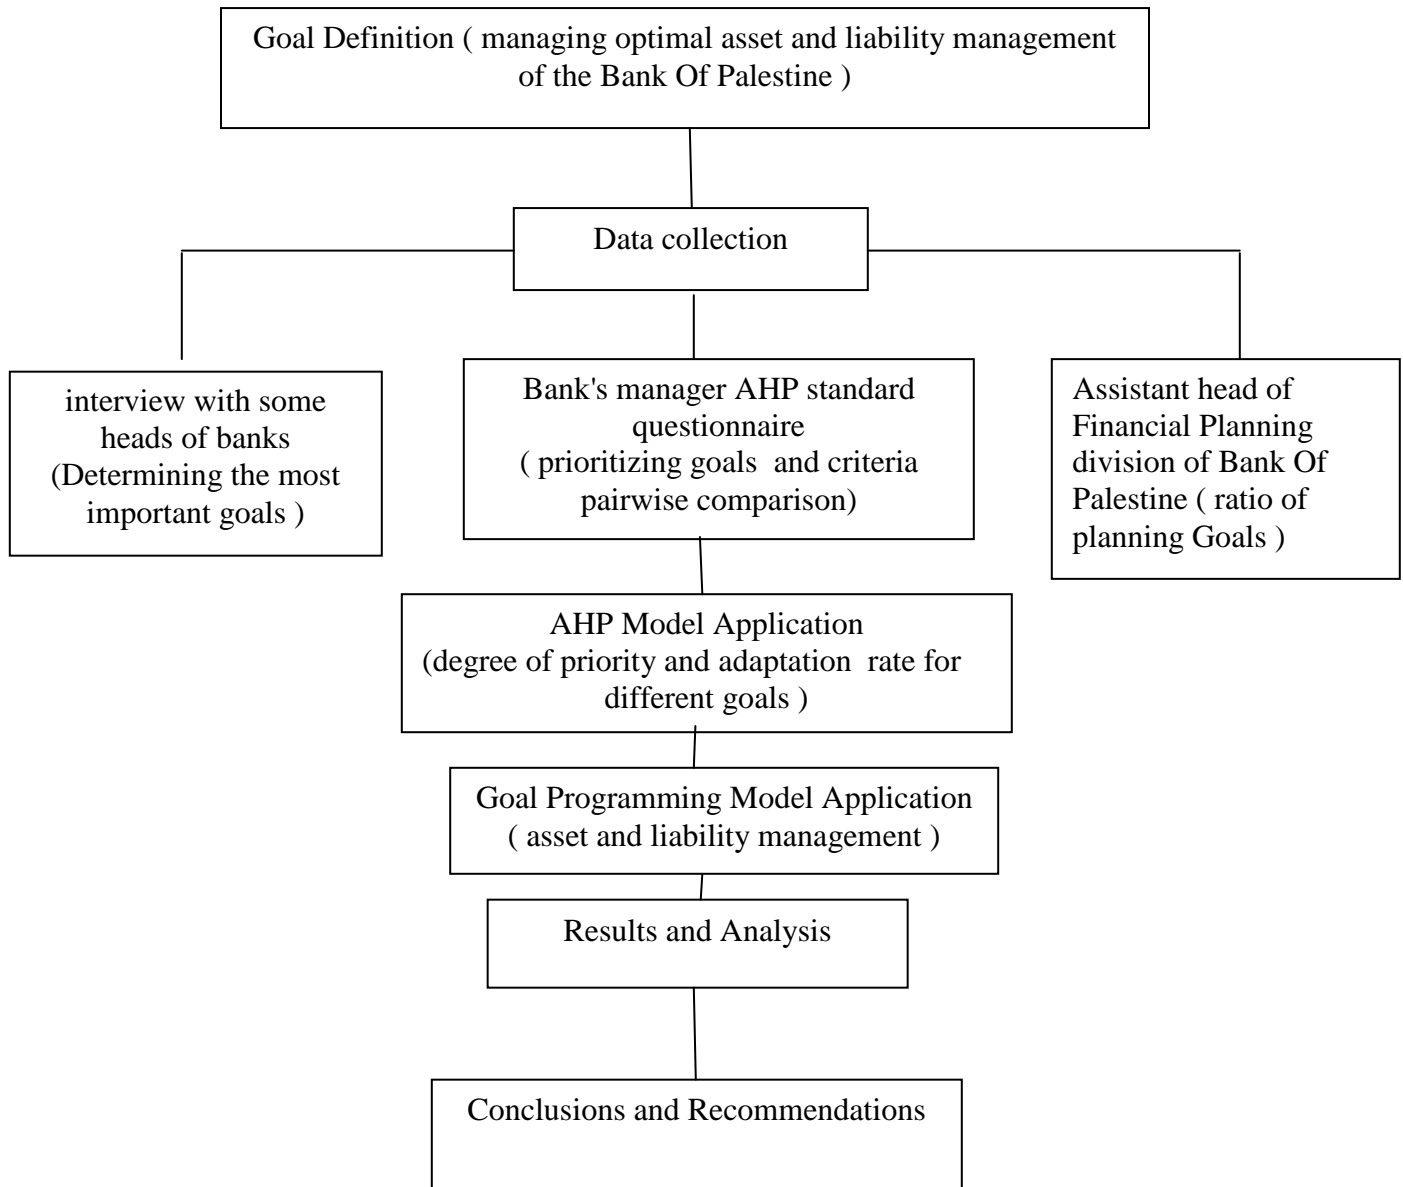 Goal Definition ( managing optimal asset and liability management
of the Bank Of Palestine )
Data collection
interview with some
heads of banks
(Determining the most
important goals )
Bank's manager AHP standard
questionnaire
( prioritizing goals and criteria
pairwise comparison)
Assistant head of
Financial Planning
division of Bank Of
Palestine ( ratio of
planning Goals )
AHP Model Application
(degree of priority and adaptation rate for
different goals )
Goal Programming Model Application
( asset and liability management )
Results and Analysis
Conclusions and Recommendations